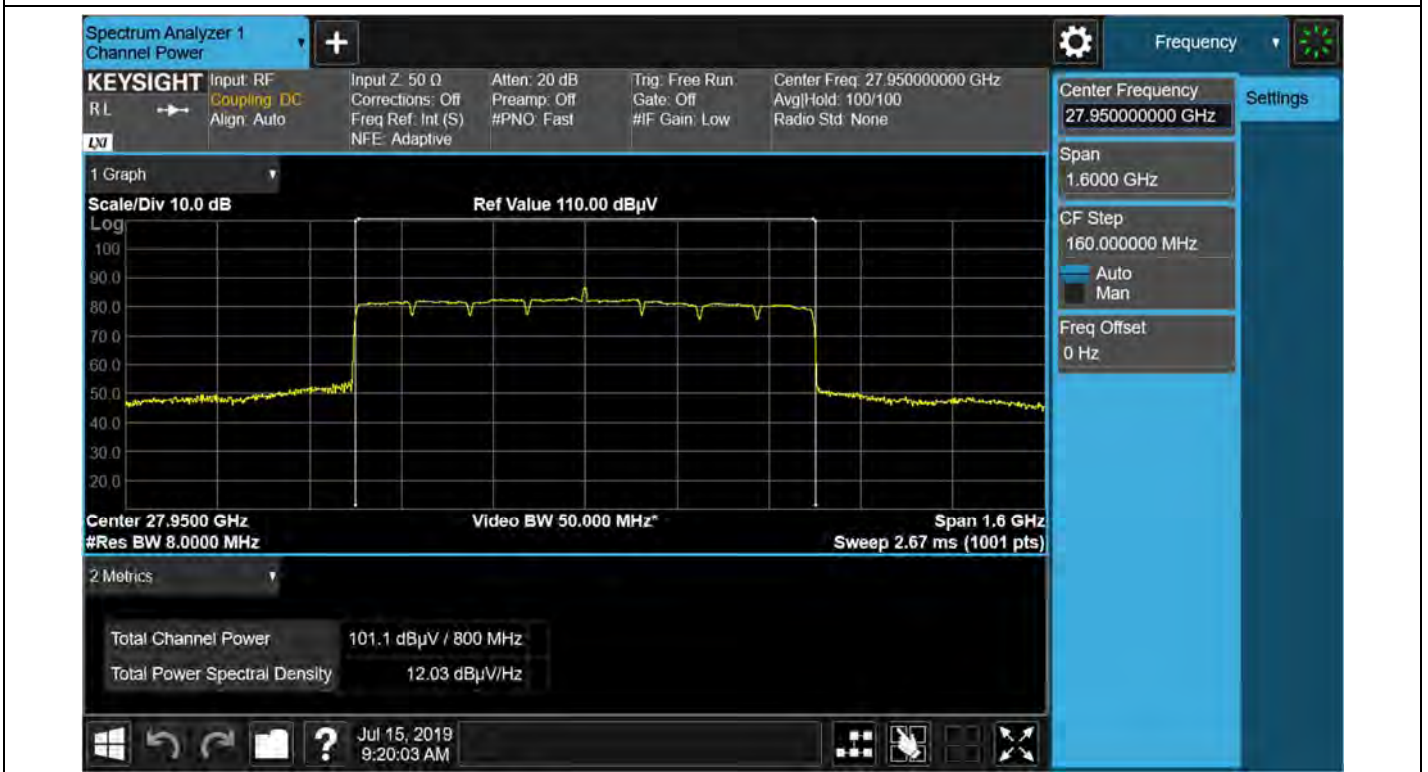 Spectrum Analyzer 1
Channel Power
+
Frequency
KEYSIGHT
RL
LXI
Input: RF
Coupling: DC
Align: Auto
Input Z: 50 Ω
Corrections: Off
Freq Ref: Int (S)
NFE: Adaptive
Atten: 20 dB
Preamp: Off
#PNO: Fast
Trig: Free Run
Gate: Off
#IF Gain: Low
Center Freq: 27.950000000 GHz
Avg|Hold: 100/100
Radio Std: None
Center Frequency
27.950000000 GHz
Settings
Span
1.6000 GHz
CF Step
160.000000 MHz
Auto
Man
Freq Offset
0 Hz
1 Graph
Scale/Div 10.0 dB
Ref Value 110.00 dBµV
Log
100
90.0
80.0
70.0
60.0
50.0
40.0
30.0
20.0
Center 27.9500 GHz
#Res BW 8.0000 MHz
Video BW 50.000 MHz*
Span 1.6 GHz
Sweep 2.67 ms (1001 pts)
2 Metrics
Total Channel Power 101.1 dBµV / 800 MHz
Total Power Spectral Density 12.03 dBµV/Hz
?
Jul 15, 2019
9:20:03 AM